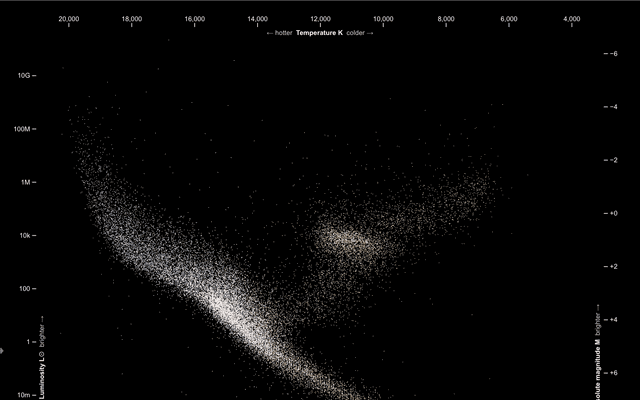 20,000 18,000 16,000 14,000 12,000 10,000 8,000 6,000 4,000
← hotter Temperature K colder →
−6
10G
−4
100M
−2
1M
+0
10k
+2
100
+4
1
+6
10m
Luminosity L⊙ brighter →
olute magnitude M brighter →